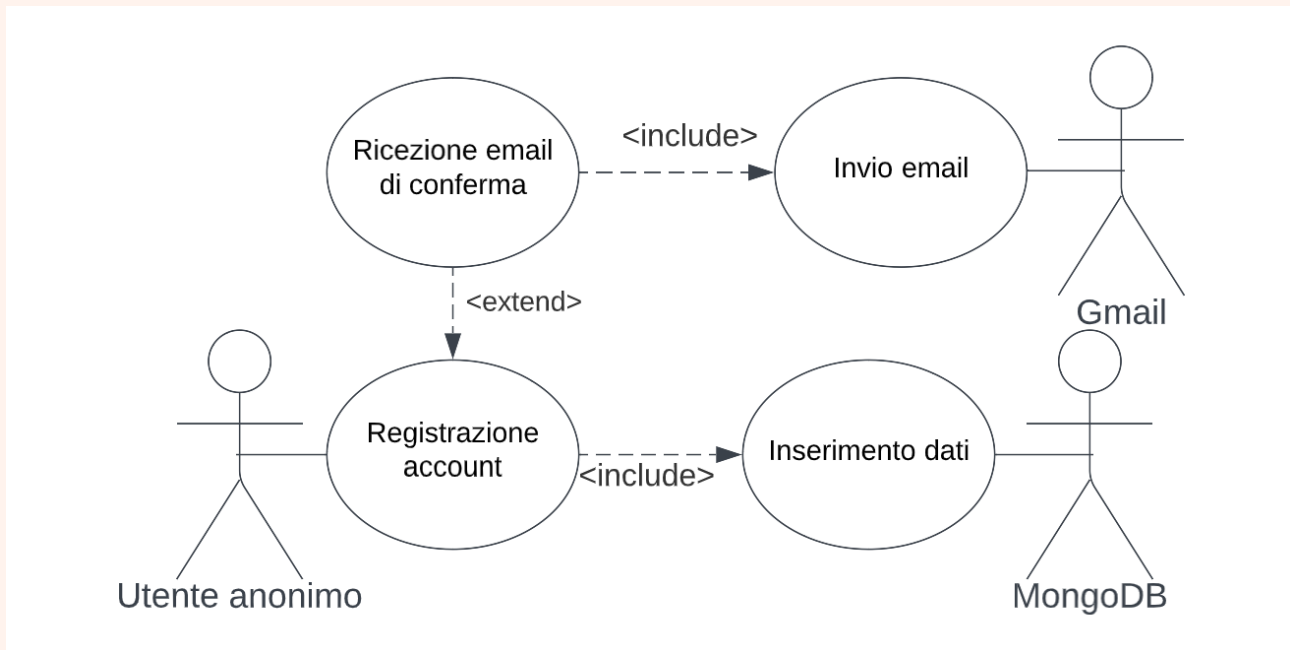 Ricezione email
di conferma
<include>
Invio email
Gmail
<extend>
Registrazione
account
<include>
Inserimento dati
Utente anonimo
MongoDB